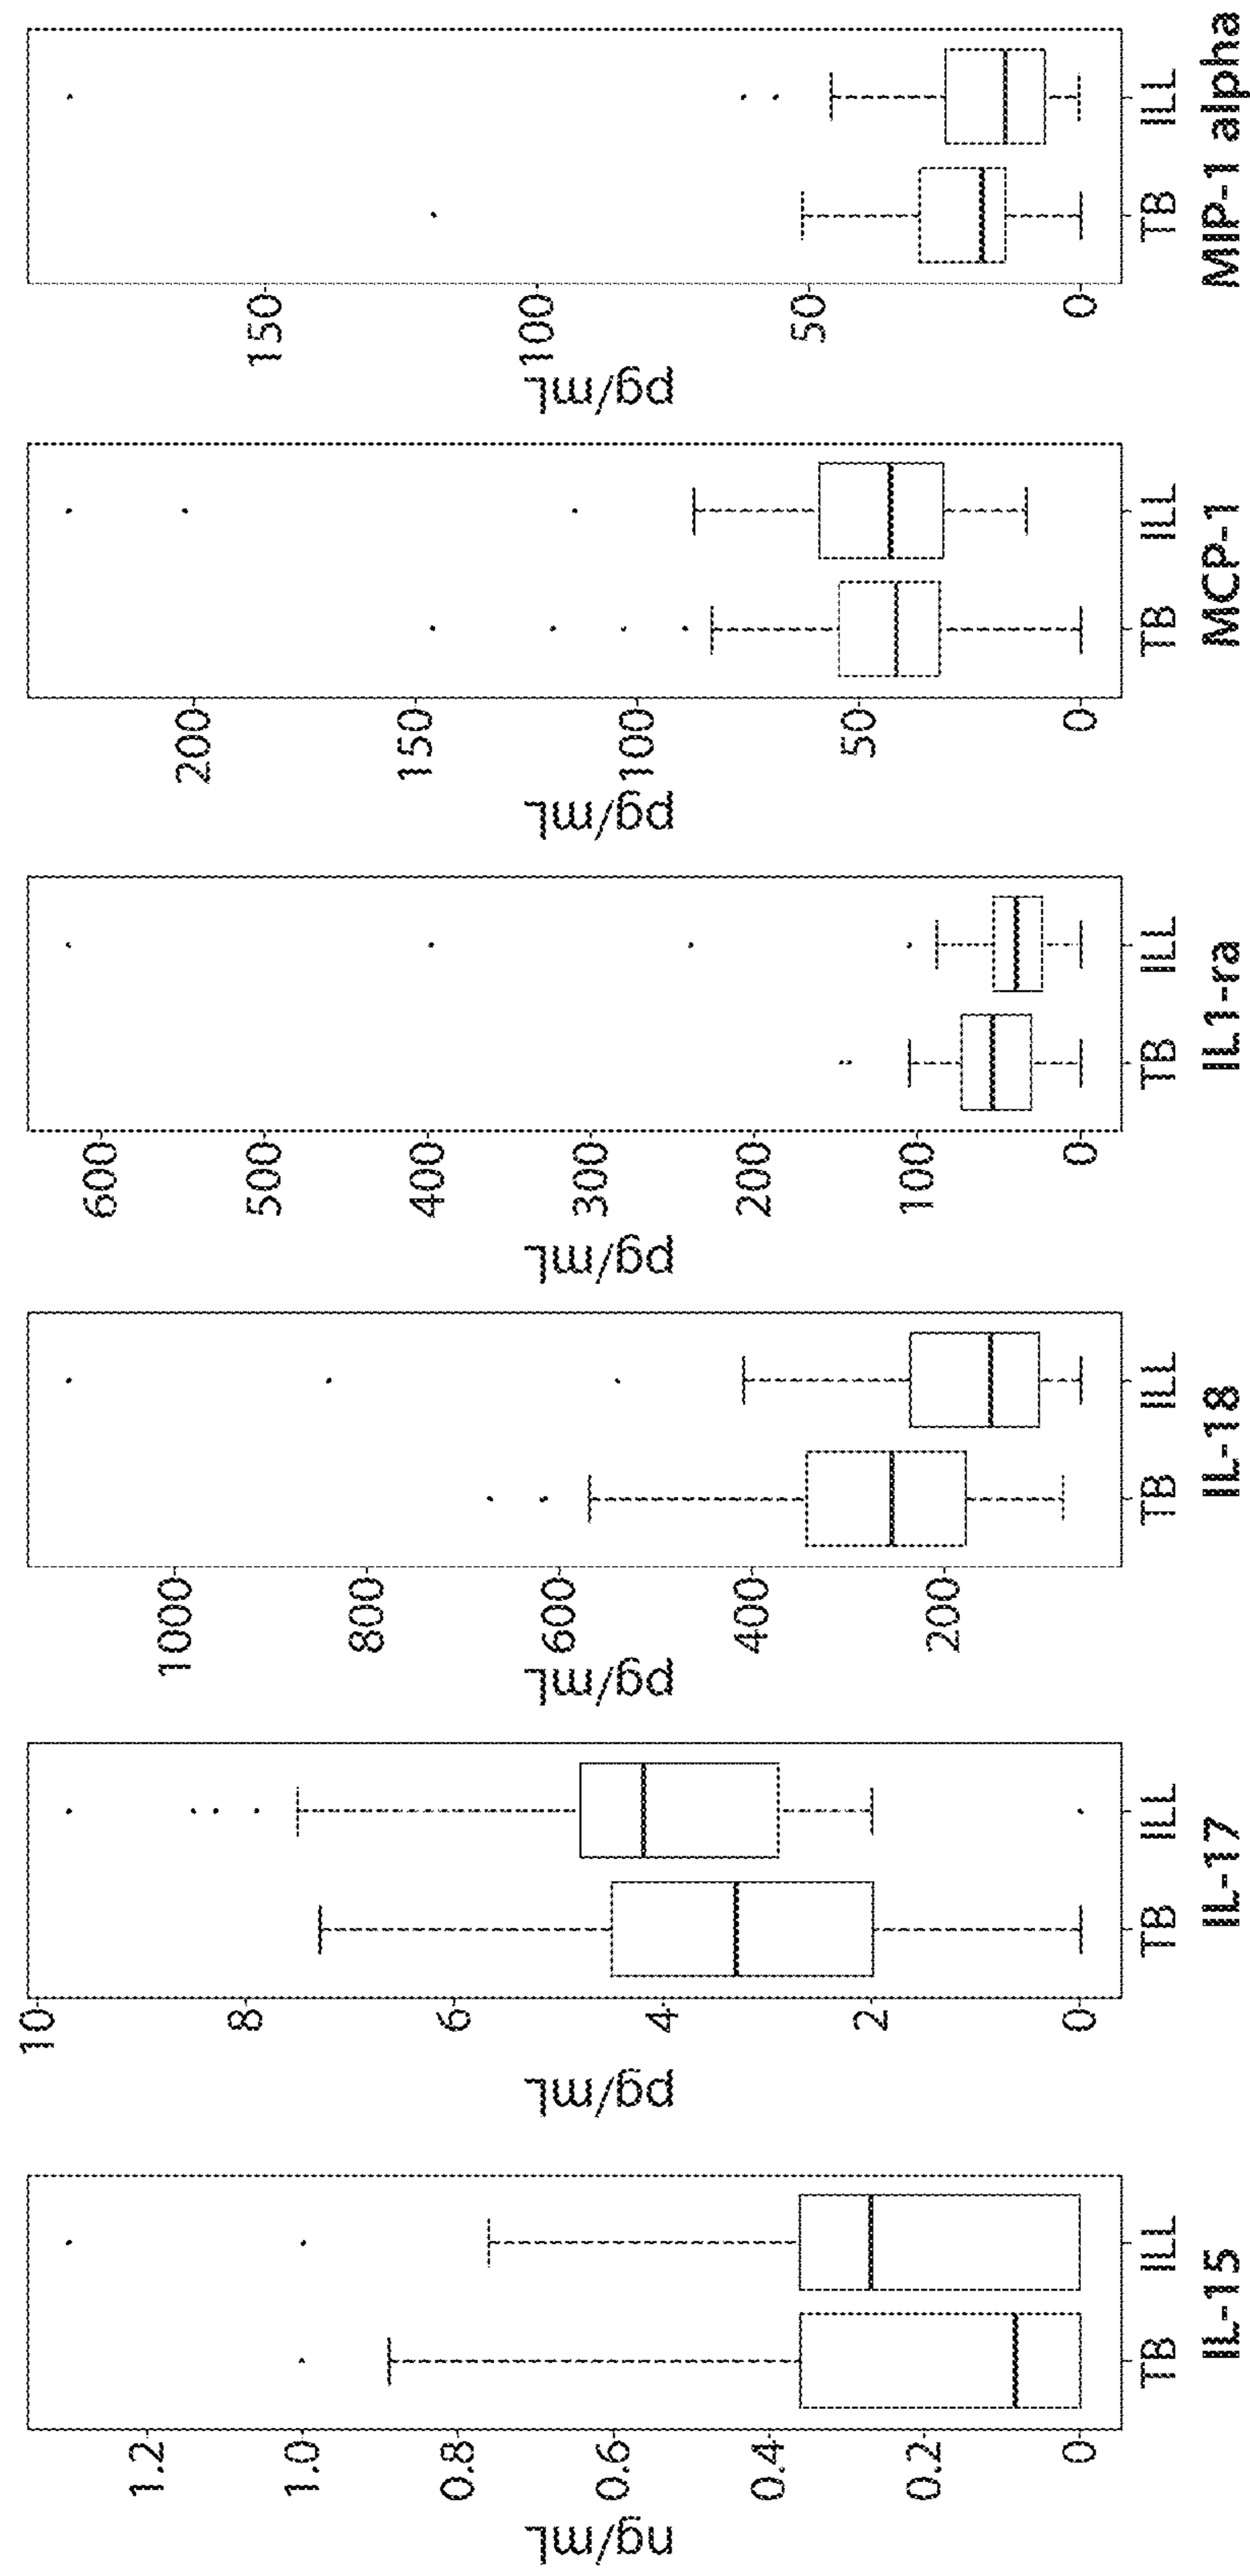 ng/mL
1.2
1.0
0.8
0.6
0.4
0.2
0
TB ILL
IL-15
pg/mL
10
8
6
4
2
0
TB ILL
IL-17
pg/mL
1000
800
600
400
200
TB ILL
IL-18
pg/mL
600
500
400
300
200
100
0
TB ILL
IL1-ra
pg/mL
200
150
100
50
0
TB ILL
MCP-1
pg/mL
150
100
50
0
TB ILL
MIP-1 alpha